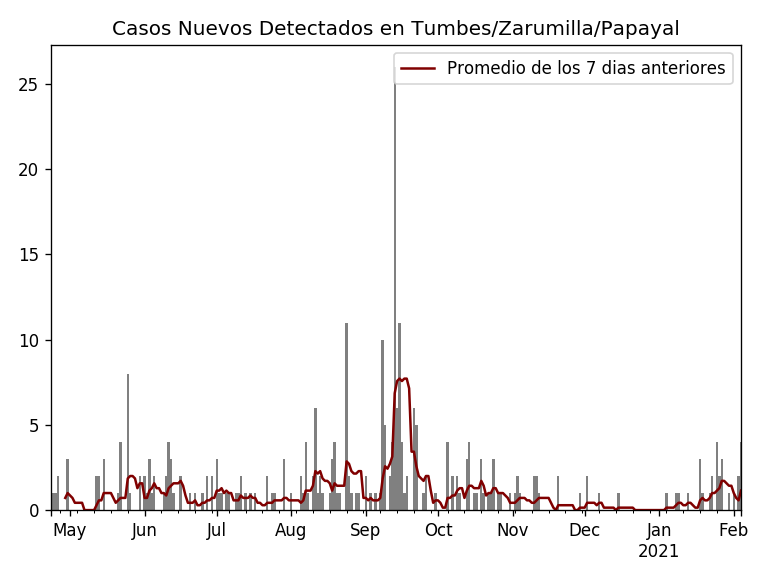 Casos Nuevos Detectados en Tumbes/Zarumilla/Papayal
Promedio de los 7 dias anteriores
25
20
15
10
5
0
May Jun Jul Aug Sep Oct Nov Dec Jan Feb
2021